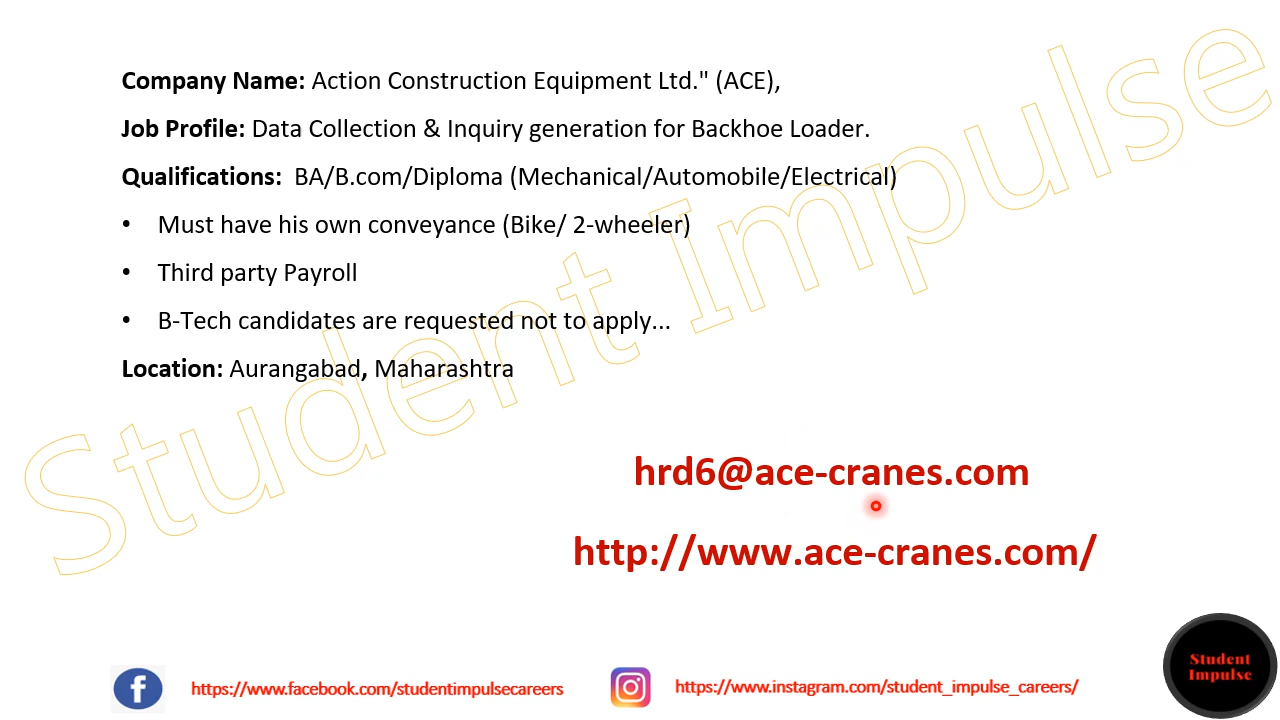 Company Name: Action Construction Equipment Ltd." (ACE),
Job Profile: Data Collection & Inquiry generation for Backhoe Loader.
Qualifications: BA/B.com/Diploma (Mechanical/Automobile/Electrical)
• Must have his own conveyance (Bike/ 2-wheeler)
• Third party Payroll
• B-Tech candidates are requested not to apply...
Location: Aurangabad, Maharashtra
Student Impulse
hrd6@ace-cranes.com
http://www.ace-cranes.com/
f https://www.facebook.com/studentimpulsecareers
https://www.instagram.com/student_impulse_careers/
Student
Impulse